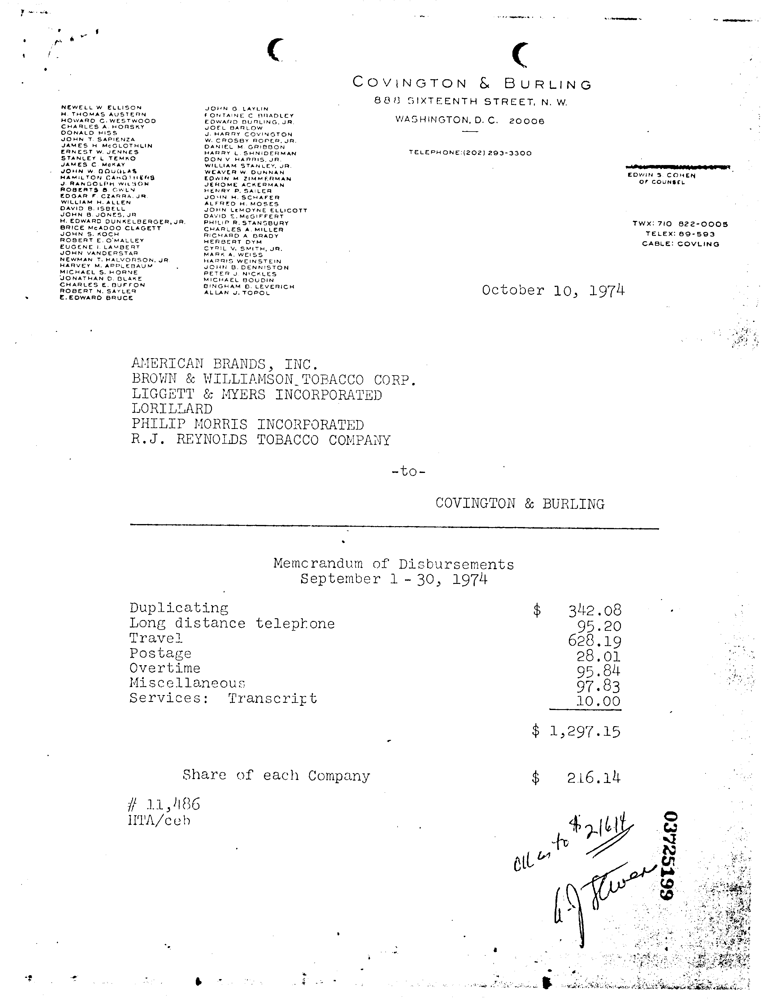 COVINGTON & BURLING
888 SIXTEENTH STREET, N. W.
WASHINGTON, D. C. 20006
TELEPHONE: (202) 293-3300
NEWELL W. ELLISON
H. THOMAS AUSTERN
HOWARD C. WESTWOOD
CHARLES A. HORSKY
DONALD HISS
JOHN T. SAPIENZA
JAMES H. McGLOTHLIN
ERNEST W. JENNES
STANLEY L. TEMKO
JAMES C. McKAY
JOHN W. DOUGLAS
HAMILTON CAROTHERS
J. RANDOLPH WILSON
ROBERTS B. OWEN
EDGAR F. CZARRA, JR.
WILLIAM H. ALLEN
DAVID B. ISBELL
JOHN B. JONES, JR.
H. EDWARD DUNKELBERGER, JR.
BRICE McADOO CLAGETT
JOHN S. KOCH
ROBERT E. O'MALLEY
EUGENE I. LAMBERT
JOHN VANDERSTAR
NEWMAN T. HALVORSON, JR.
HARVEY M. APPLEBAUM
MICHAEL S. HORNE
JONATHAN D. BLAKE
CHARLES E. BUFFON
ROBERT N. SAYLER
E. EDWARD BRUCE
JOHN G. LAYLIN
FONTAINE C. BRADLEY
EDWARD BURLING, JR.
JOEL BARLOW
J. HARRY COVINGTON
W. CROSBY ROPER, JR.
DANIEL M. GRIBBON
HARRY L. SHNIDERMAN
DON V. HARRIS, JR.
WILLIAM STANLEY, JR.
WEAVER W. DUNNAN
EDWIN M. ZIMMERMAN
JEROME ACKERMAN
HENRY P. SAILER
JOHN H. SCHAFER
ALFRED H. MOSES
JOHN LEMOYNE ELLICOTT
DAVID E. McGIFFERT
PHILIP R. STANSBURY
CHARLES A. MILLER
RICHARD A. BRADY
HERBERT DYM
CYRIL V. SMITH, JR.
MARK A. WEISS
HARRIS WEINSTEIN
JOHN B. DENNISTON
PETER J. NICKLES
MICHAEL BOUDIN
BINGHAM B. LEVERICH
ALLAN J. TOPOL
EDWIN S. COHEN
OF COUNSEL
TWX: 710 822-0005
TELEX: 89-593
CABLE: COVLING
October 10, 1974
AMERICAN BRANDS, INC.
BROWN & WILLIAMSON TOBACCO CORP.
LIGGETT & MYERS INCORPORATED
LORILLARD
PHILIP MORRIS INCORPORATED
R.J. REYNOLDS TOBACCO COMPANY
-to-
COVINGTON & BURLING
Memorandum of Disbursements
September 1 - 30, 1974
Duplicating $ 342.08
Long distance telephone 95.20
Travel 628.19
Postage 28.01
Overtime 95.84
Miscellaneous 97.83
Services: Transcript 10.00
$ 1,297.15
Share of each Company $ 216.14
# 11,486
HTA/ceh
as to $ 216.14
03725199